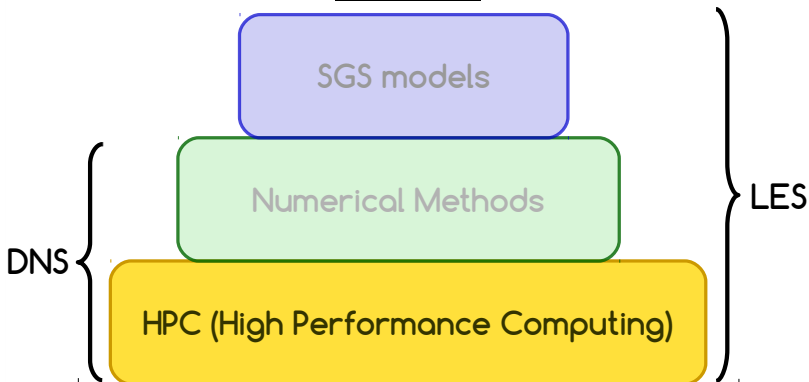 SGS models
Numerical Methods
LES
DNS
HPC (High Performance Computing)